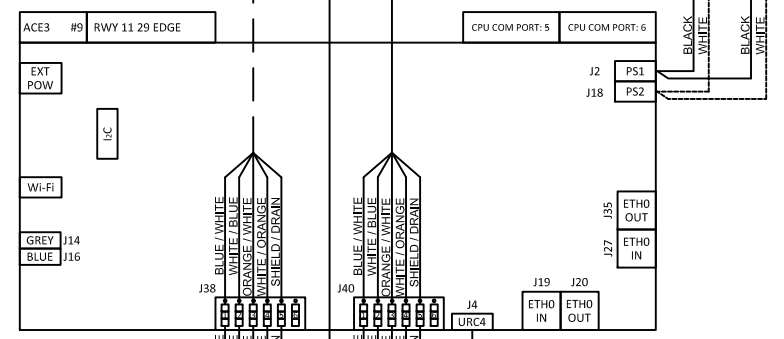 ACE3 #9 RWY 11 29 EDGE
CPU COM PORT: 5 CPU COM PORT: 6
BLACK
WHITE
BLACK
WHITE
EXT
POW
J2 PS1
J18 PS2
I2C
Wi-Fi
BLUE / WHITE
WHITE / BLUE
ORANGE / WHITE
WHITE / ORANGE
SHIELD / DRAIN
BLUE / WHITE
WHITE / BLUE
ORANGE / WHITE
WHITE / ORANGE
SHIELD / DRAIN
J35
ETH0
OUT
GREY J14
BLUE J16
J27
ETH0
IN
J38
J40
J4
URC4
J19 J20
ETH0
IN
ETH0
OUT